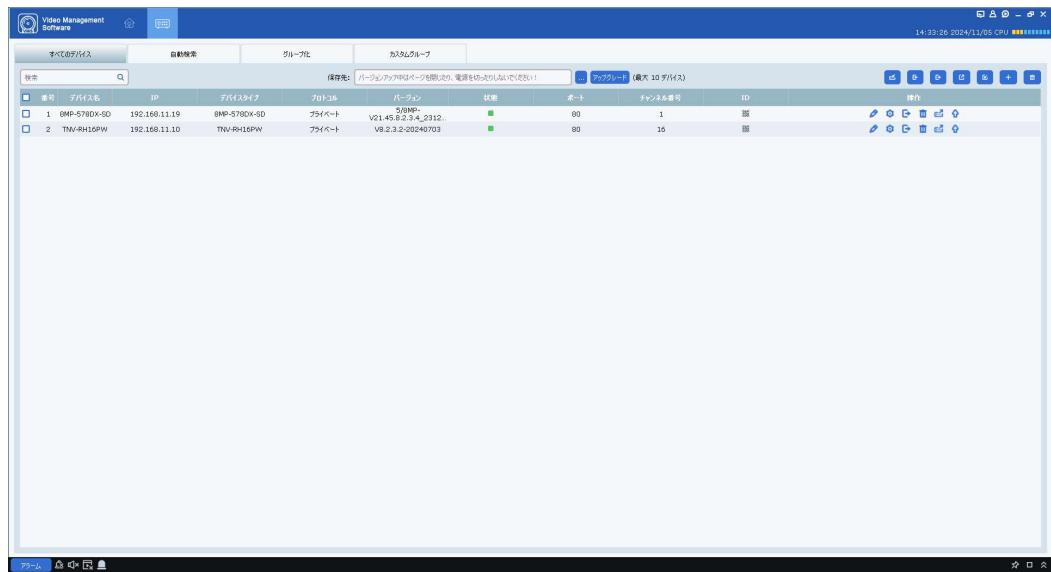 Video Management Software
14:33:26 2024/11/05 CPU
すべてのデバイス 自動検索 グループ化 カスタムグループ
検索 保存先: バージョンアップ中はページを閉じたり、電源を切ったりしないでください! ... アップグレード (最大 10 デバイス)
番号 デバイス名 IP デバイスタイプ プロトコル バージョン 状態 ポート チャンネル番号 ID 操作
1 8MP-578DX-SD 192.168.11.19 8MP-578DX-SD プライベート 5/8MP-V21.45.8.2.3.4_2312... 80 1
2 TNV-RH16PW 192.168.11.10 TNV-RH16PW プライベート V8.2.3.2-20240703 80 16
アラーム